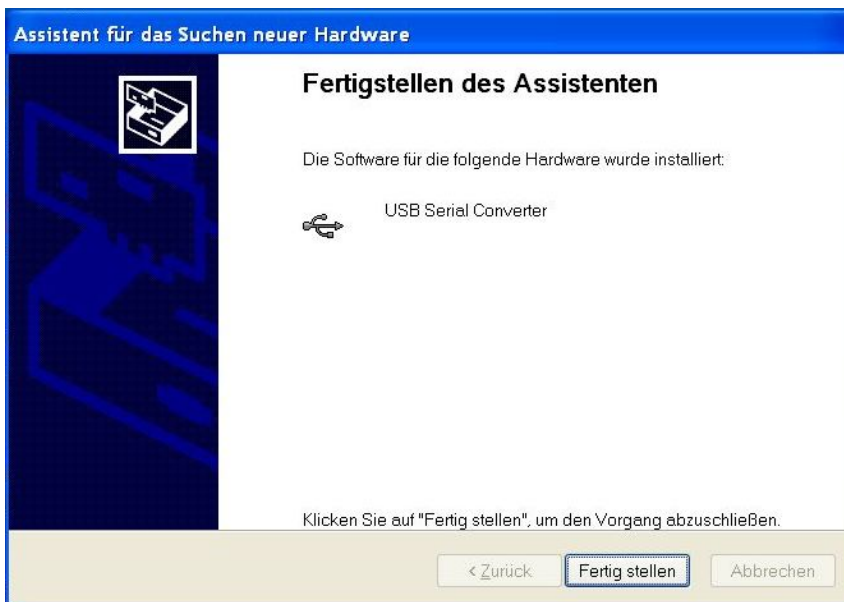 Assistent für das Suchen neuer Hardware
Fertigstellen des Assistenten
Die Software für die folgende Hardware wurde installiert:
USB Serial Converter
Klicken Sie auf "Fertig stellen", um den Vorgang abzuschließen.
< Zurück
Fertig stellen
Abbrechen